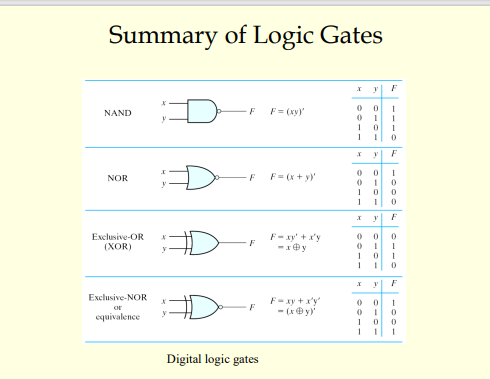 Summary of Logic Gates
x y F
NAND
x
y
F
F = (xy)'
0 0 1
0 1 1
1 0 1
1 1 0
x y F
NOR
x
y
F
F = (x + y)'
0 0 1
0 1 0
1 0 0
1 1 0
x y F
Exclusive-OR
(XOR)
x
y
F
F = xy' + x'y
= x ⊕ y
0 0 0
0 1 1
1 0 1
1 1 0
x y F
Exclusive-NOR
or
equivalence
x
y
F
F = xy + x'y'
= (x ⊕ y)'
0 0 1
0 1 0
1 0 0
1 1 1
Digital logic gates